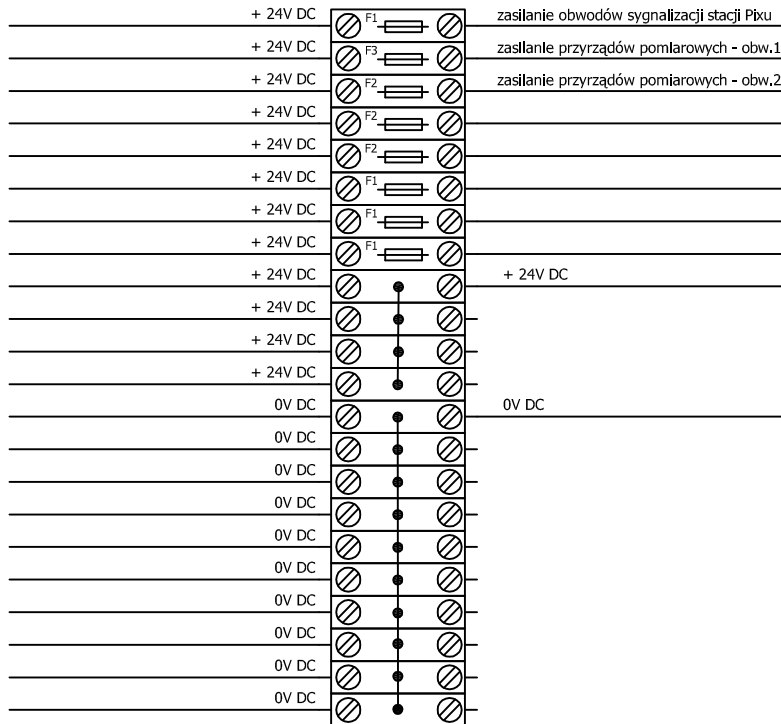 + 24V DC F1 zasilanie obwodów sygnalizacji stacji Pixu
+ 24V DC F3 zasilanie przyrządów pomiarowych - obw.1
+ 24V DC F2 zasilanie przyrządów pomiarowych - obw.2
+ 24V DC F2
+ 24V DC F2
+ 24V DC F1
+ 24V DC F1
+ 24V DC F1
+ 24V DC + 24V DC
+ 24V DC
+ 24V DC
+ 24V DC
0V DC 0V DC
0V DC
0V DC
0V DC
0V DC
0V DC
0V DC
0V DC
0V DC
0V DC